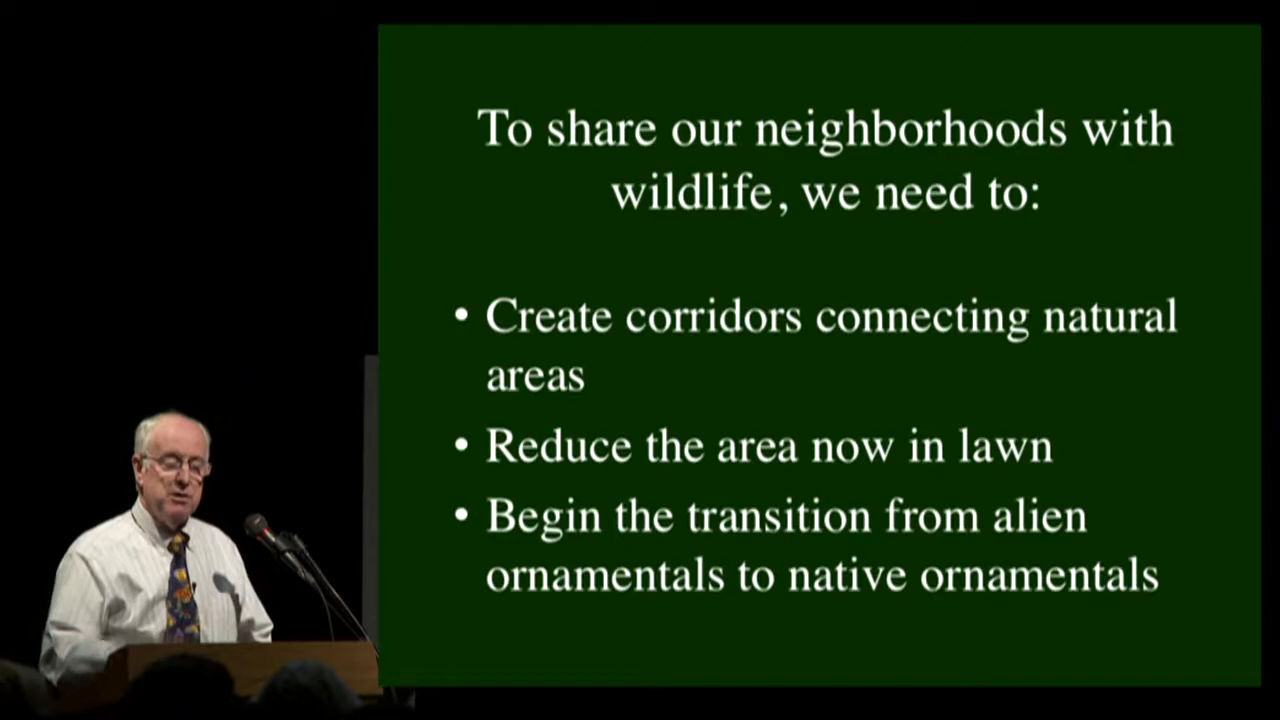 To share our neighborhoods with
wildlife, we need to:
• Create corridors connecting natural
areas
• Reduce the area now in lawn
• Begin the transition from alien
ornamentals to native ornamentals